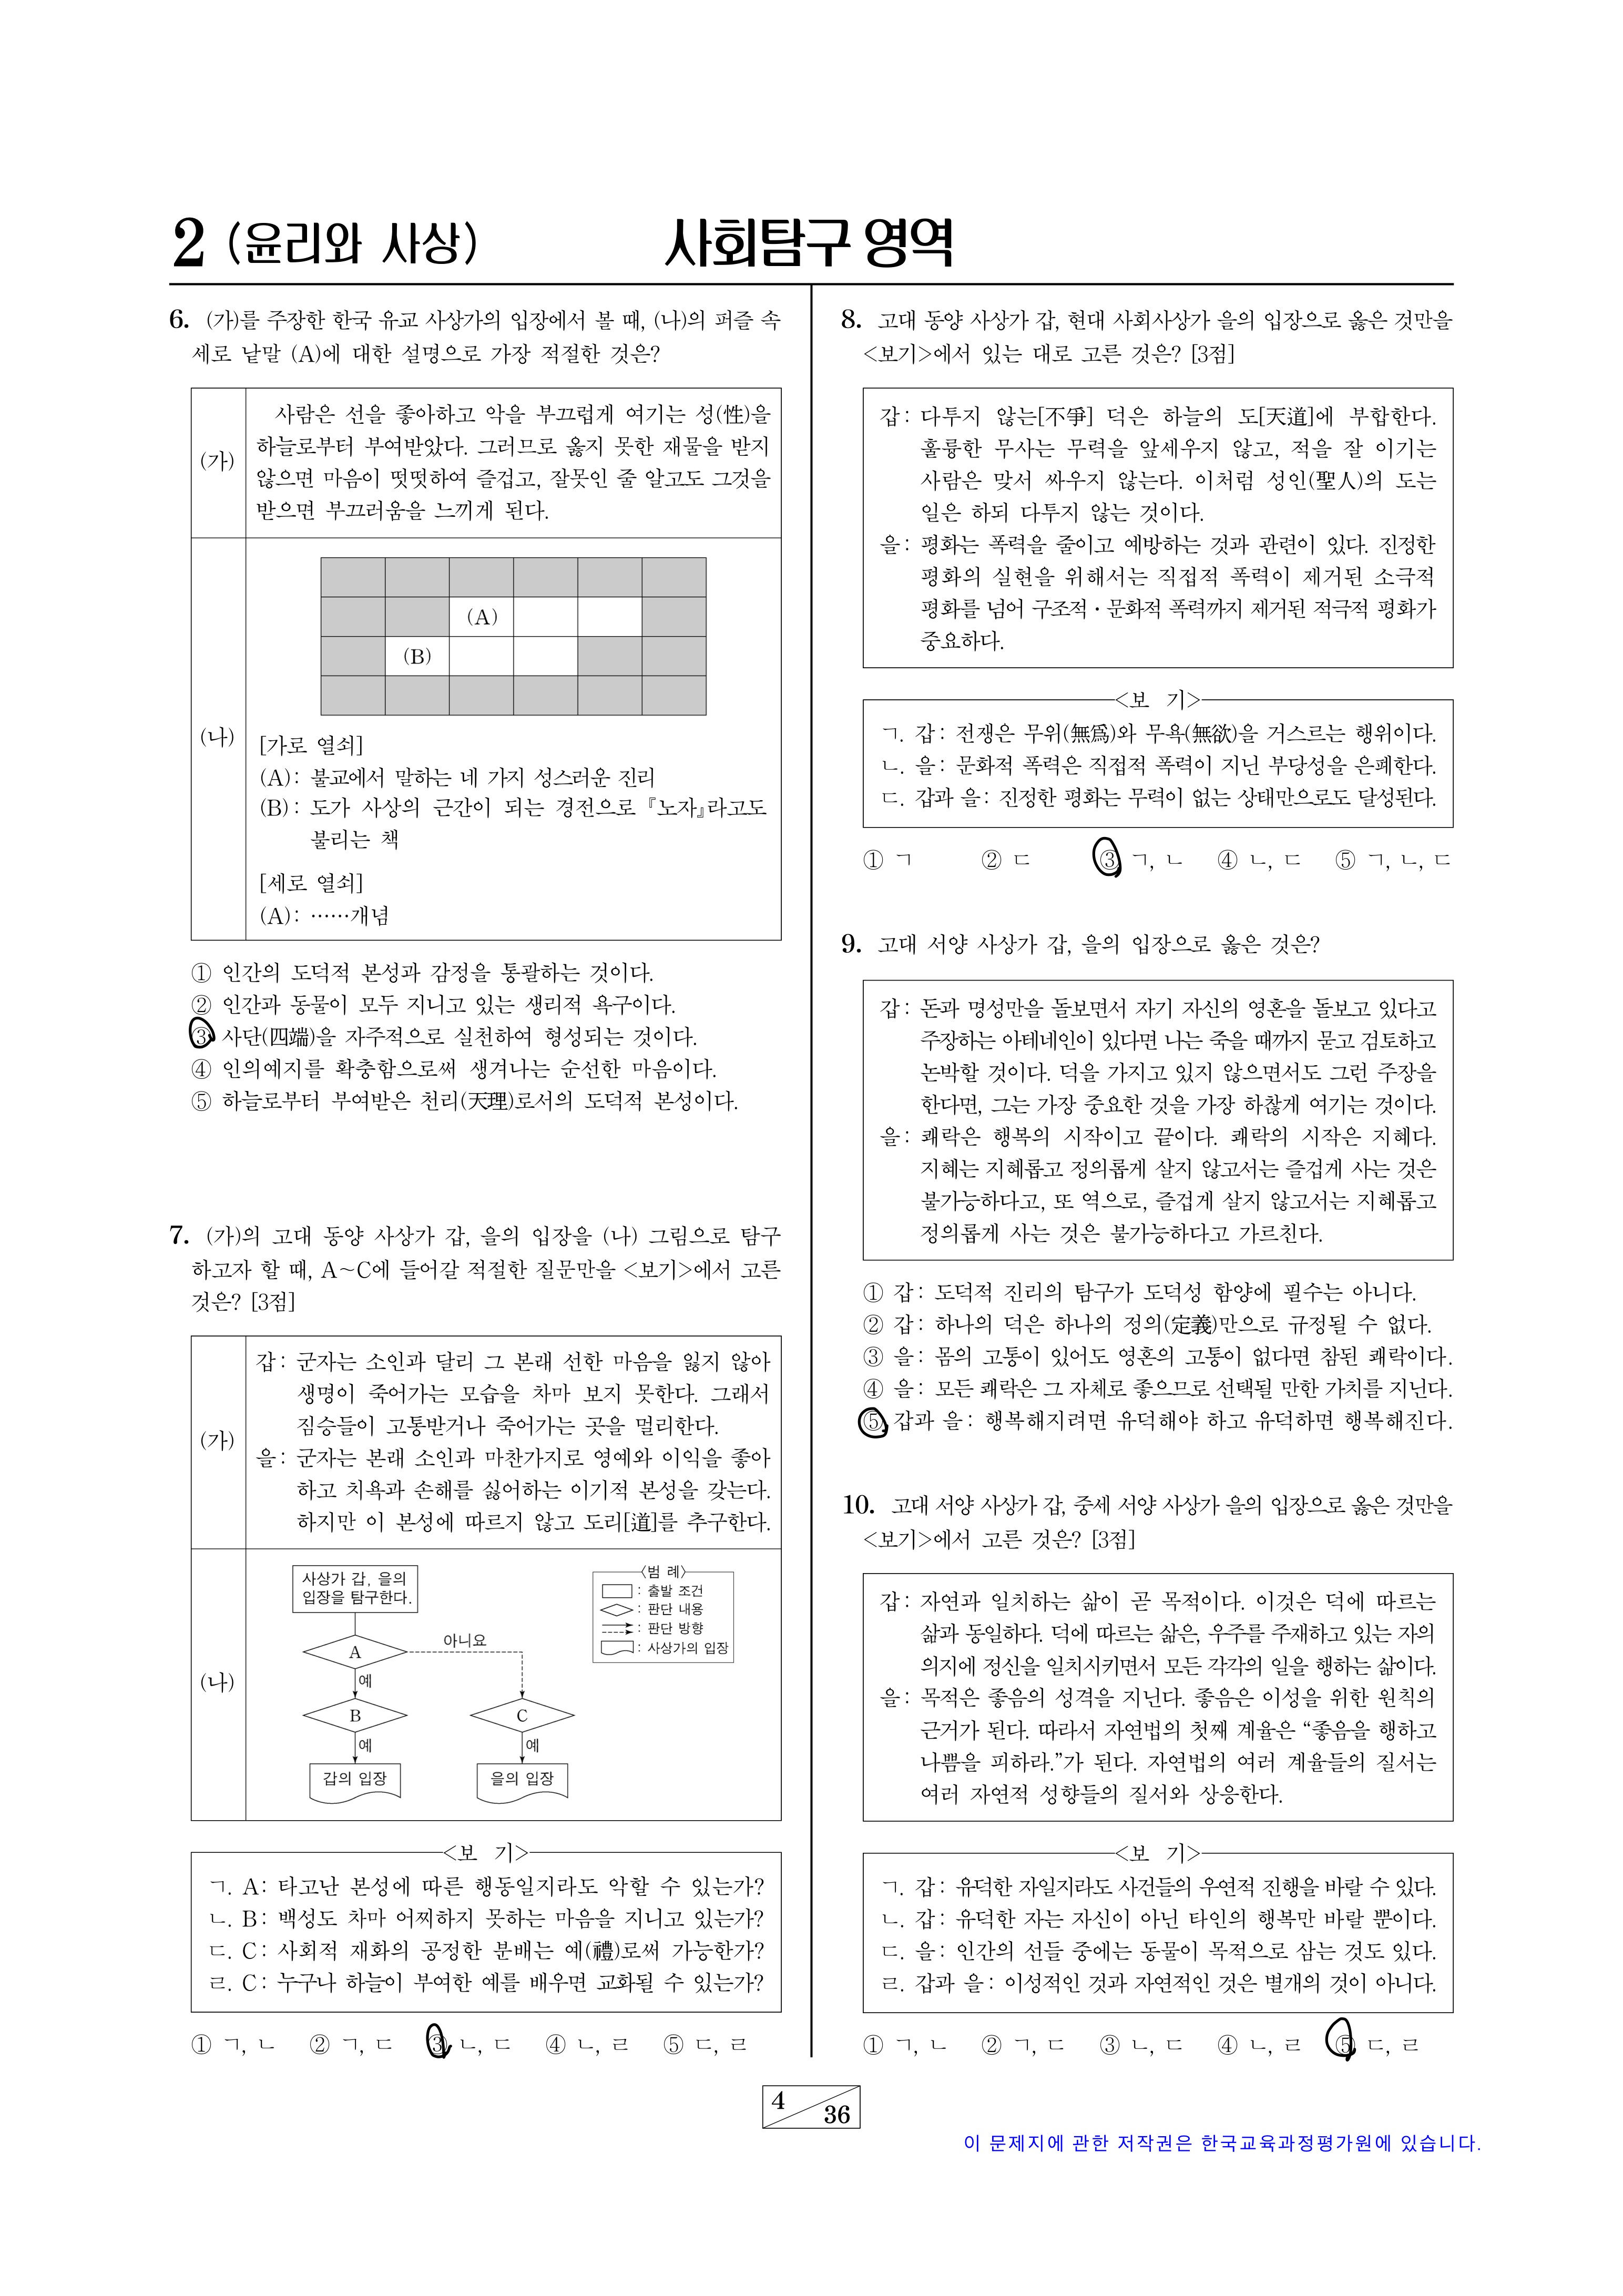 2 (윤리와 사상)
사회탐구 영역
6. (가)를 주장한 한국 유교 사상가의 입장에서 볼 때, (나)의 퍼즐 속
세로 낱말 (A)에 대한 설명으로 가장 적절한 것은?
(가)
사람은 선을 좋아하고 악을 부끄럽게 여기는 성(性)을
하늘로부터 부여받았다. 그러므로 옳지 못한 재물을 받지
않으면 마음이 떳떳하여 즐겁고, 잘못인 줄 알고도 그것을
받으면 부끄러움을 느끼게 된다.
(나)
(A)
(B)
[가로 열쇠]
(A): 불교에서 말하는 네 가지 성스러운 진리
(B): 도가 사상의 근간이 되는 경전으로 『노자』라고도
불리는 책
[세로 열쇠]
(A): ……개념
① 인간의 도덕적 본성과 감정을 통괄하는 것이다.
② 인간과 동물이 모두 지니고 있는 생리적 욕구이다.
③ 사단(四端)을 자주적으로 실천하여 형성되는 것이다.
④ 인의예지를 확충함으로써 생겨나는 순선한 마음이다.
⑤ 하늘로부터 부여받은 천리(天理)로서의 도덕적 본성이다.
7. (가)의 고대 동양 사상가 갑, 을의 입장을 (나) 그림으로 탐구
하고자 할 때, A~C에 들어갈 적절한 질문만을 <보기>에서 고른
것은? [3점]
(가)
갑: 군자는 소인과 달리 그 본래 선한 마음을 잃지 않아
생명이 죽어가는 모습을 차마 보지 못한다. 그래서
짐승들이 고통받거나 죽어가는 곳을 멀리한다.
을: 군자는 본래 소인과 마찬가지로 영예와 이익을 좋아
하고 치욕과 손해를 싫어하는 이기적 본성을 갖는다.
하지만 이 본성에 따르지 않고 도리[道]를 추구한다.
(나)
사상가 갑, 을의
입장을 탐구한다.
A
아니요
예
B
C
예
예
갑의 입장
을의 입장
<범 례>
: 출발 조건
: 판단 내용
: 판단 방향
: 사상가의 입장
<보 기>
ㄱ. A: 타고난 본성에 따른 행동일지라도 악할 수 있는가?
ㄴ. B: 백성도 차마 어찌하지 못하는 마음을 지니고 있는가?
ㄷ. C: 사회적 재화의 공정한 분배는 예(禮)로써 가능한가?
ㄹ. C: 누구나 하늘이 부여한 예를 배우면 교화될 수 있는가?
① ㄱ, ㄴ ② ㄱ, ㄷ ③ ㄴ, ㄷ ④ ㄴ, ㄹ ⑤ ㄷ, ㄹ
8. 고대 동양 사상가 갑, 현대 사회사상가 을의 입장으로 옳은 것만을
<보기>에서 있는 대로 고른 것은? [3점]
갑: 다투지 않는[不爭] 덕은 하늘의 도[天道]에 부합한다.
훌륭한 무사는 무력을 앞세우지 않고, 적을 잘 이기는
사람은 맞서 싸우지 않는다. 이처럼 성인(聖人)의 도는
일은 하되 다투지 않는 것이다.
을: 평화는 폭력을 줄이고 예방하는 것과 관련이 있다. 진정한
평화의 실현을 위해서는 직접적 폭력이 제거된 소극적
평화를 넘어 구조적·문화적 폭력까지 제거된 적극적 평화가
중요하다.
<보 기>
ㄱ. 갑: 전쟁은 무위(無爲)와 무욕(無欲)을 거스르는 행위이다.
ㄴ. 을: 문화적 폭력은 직접적 폭력이 지닌 부당성을 은폐한다.
ㄷ. 갑과 을: 진정한 평화는 무력이 없는 상태만으로도 달성된다.
① ㄱ ② ㄷ ③ ㄱ, ㄴ ④ ㄴ, ㄷ ⑤ ㄱ, ㄴ, ㄷ
9. 고대 서양 사상가 갑, 을의 입장으로 옳은 것은?
갑: 돈과 명성만을 돌보면서 자기 자신의 영혼을 돌보고 있다고
주장하는 아테네인이 있다면 나는 죽을 때까지 묻고 검토하고
논박할 것이다. 덕을 가지고 있지 않으면서도 그런 주장을
한다면, 그는 가장 중요한 것을 가장 하찮게 여기는 것이다.
을: 쾌락은 행복의 시작이고 끝이다. 쾌락의 시작은 지혜다.
지혜는 지혜롭고 정의롭게 살지 않고서는 즐겁게 사는 것은
불가능하다고, 또 역으로, 즐겁게 살지 않고서는 지혜롭고
정의롭게 사는 것은 불가능하다고 가르친다.
① 갑: 도덕적 진리의 탐구가 도덕성 함양에 필수는 아니다.
② 갑: 하나의 덕은 하나의 정의(定義)만으로 규정될 수 없다.
③ 을: 몸의 고통이 있어도 영혼의 고통이 없다면 참된 쾌락이다.
④ 을: 모든 쾌락은 그 자체로 좋으므로 선택될 만한 가치를 지닌다.
⑤ 갑과 을: 행복해지려면 유덕해야 하고 유덕하면 행복해진다.
10. 고대 서양 사상가 갑, 중세 서양 사상가 을의 입장으로 옳은 것만을
<보기>에서 고른 것은? [3점]
갑: 자연과 일치하는 삶이 곧 목적이다. 이것은 덕에 따르는
삶과 동일하다. 덕에 따르는 삶은, 우주를 주재하고 있는 자의
의지에 정신을 일치시키면서 모든 각각의 일을 행하는 삶이다.
을: 목적은 좋음의 성격을 지닌다. 좋음은 이성을 위한 원칙의
근거가 된다. 따라서 자연법의 첫째 계율은 “좋음을 행하고
나쁨을 피하라.”가 된다. 자연법의 여러 계율들의 질서는
여러 자연적 성향들의 질서와 상응한다.
<보 기>
ㄱ. 갑: 유덕한 자일지라도 사건들의 우연적 진행을 바랄 수 있다.
ㄴ. 갑: 유덕한 자는 자신이 아닌 타인의 행복만 바랄 뿐이다.
ㄷ. 을: 인간의 선들 중에는 동물이 목적으로 삼는 것도 있다.
ㄹ. 갑과 을: 이성적인 것과 자연적인 것은 별개의 것이 아니다.
① ㄱ, ㄴ ② ㄱ, ㄷ ③ ㄴ, ㄷ ④ ㄴ, ㄹ ⑤ ㄷ, ㄹ
4
36
이 문제지에 관한 저작권은 한국교육과정평가원에 있습니다.